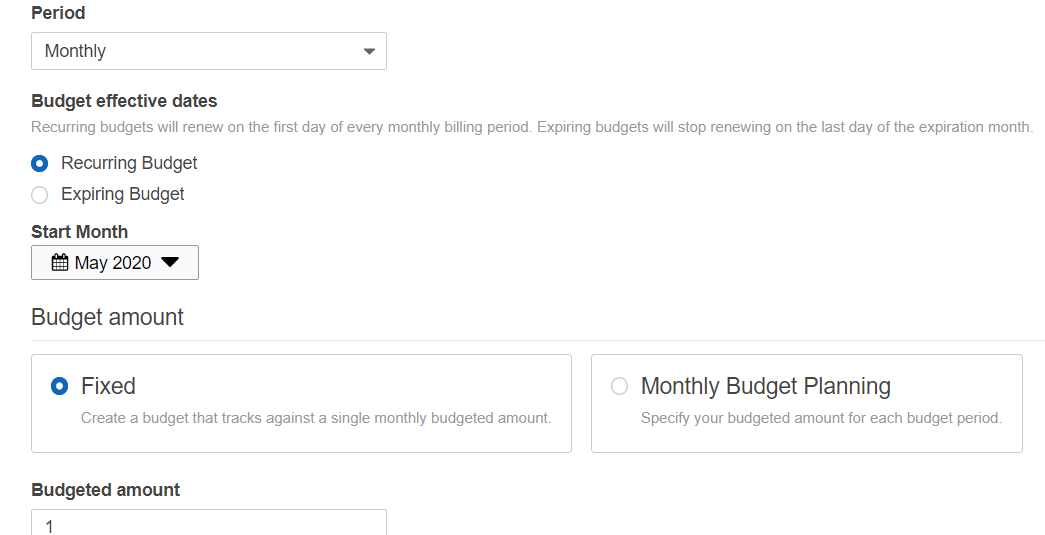 Period
Monthly
Budget effective dates
Recurring budgets will renew on the first day of every monthly billing period. Expiring budgets will stop renewing on the last day of the expiration month.
Recurring Budget
Expiring Budget
Start Month
May 2020
Budget amount
Fixed
Create a budget that tracks against a single monthly budgeted amount.
Monthly Budget Planning
Specify your budgeted amount for each budget period.
Budgeted amount
1